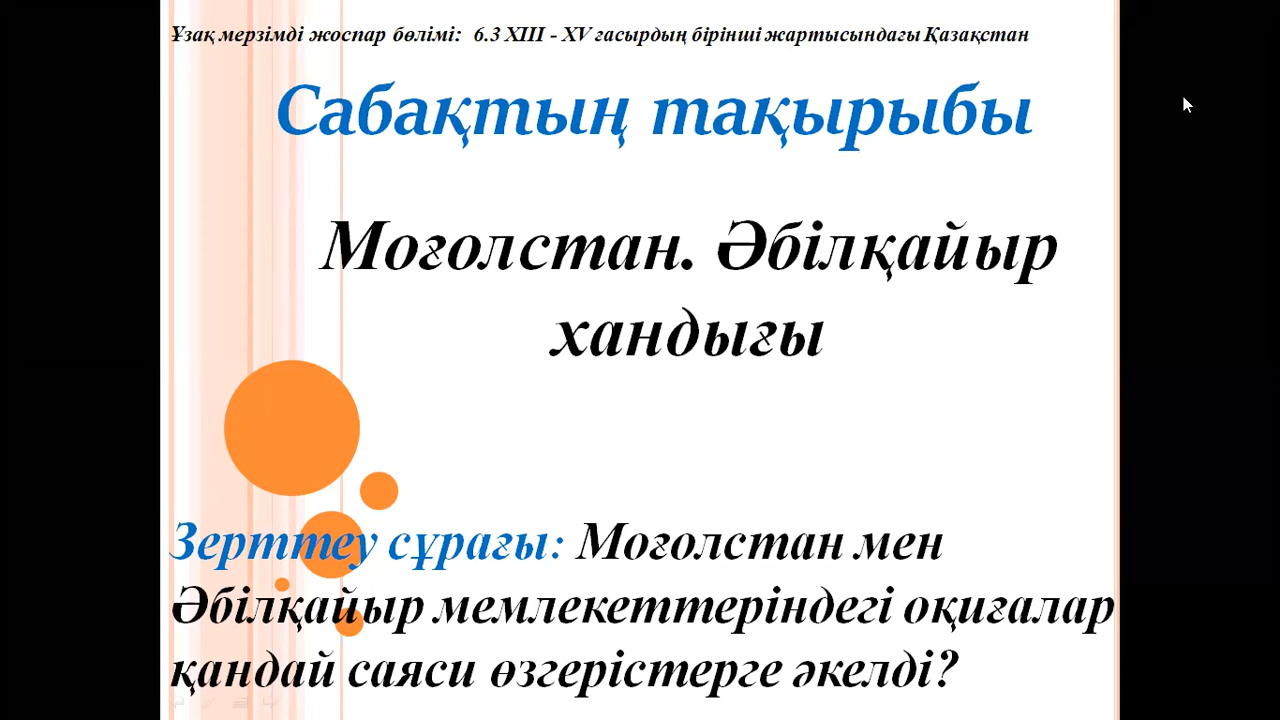 Ұзақ мерзімді жоспар бөлімі: 6.3 XIII - XV ғасырдың бірінші жартысындағы Қазақстан
Сабақтың тақырыбы
Моғолстан. Әбілқайыр
хандығы
Зерттеу сұрағы: Моғолстан мен
Әбілқайыр мемлекеттеріндегі оқиғалар
қандай саяси өзгерістерге әкелді?